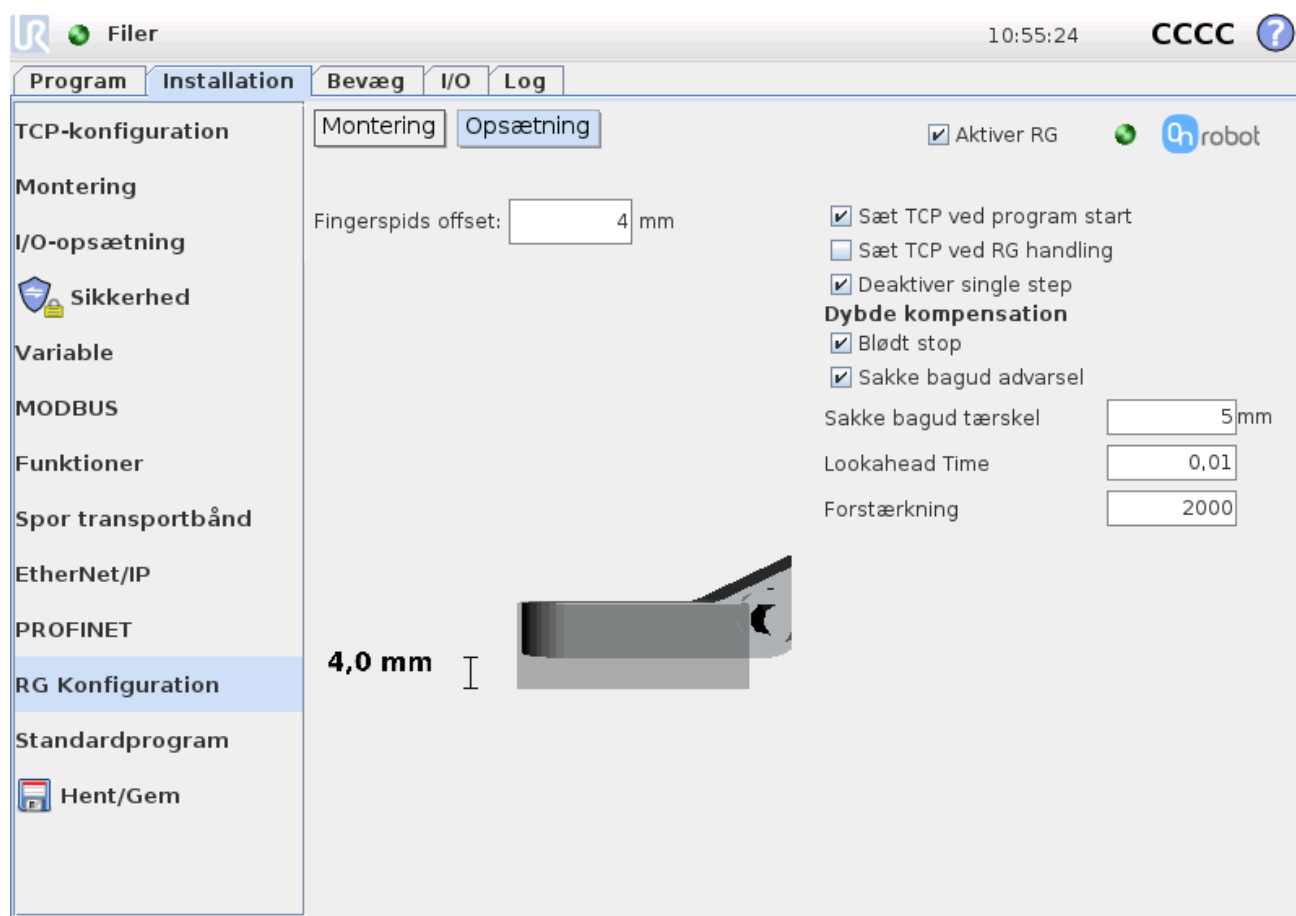 UR Filer 10:55:24 CCCC ?
Program Installation Bevæg I/O Log
TCP-konfiguration
Montering
I/O-opsætning
Sikkerhed
Variable
MODBUS
Funktioner
Spor transportbånd
EtherNet/IP
PROFINET
RG Konfiguration
Standardprogram
Hent/Gem
Montering Opsætning
Aktiver RG On robot
Fingerspids offset: 4 mm
4,0 mm
Sæt TCP ved program start
Sæt TCP ved RG handling
Deaktiver single step
Dybde kompensation
Blødt stop
Sakke bagud advarsel
Sakke bagud tærskel 5 mm
Lookahead Time 0,01
Forstærkning 2000